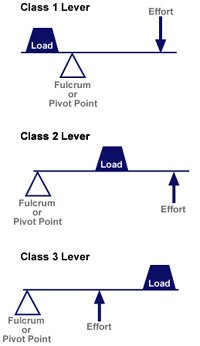 Class 1 Lever
Effort
Load
Fulcrum
or
Pivot Point
Class 2 Lever
Load
Fulcrum
or
Pivot Point
Effort
Class 3 Lever
Load
Fulcrum
or
Pivot Point
Effort